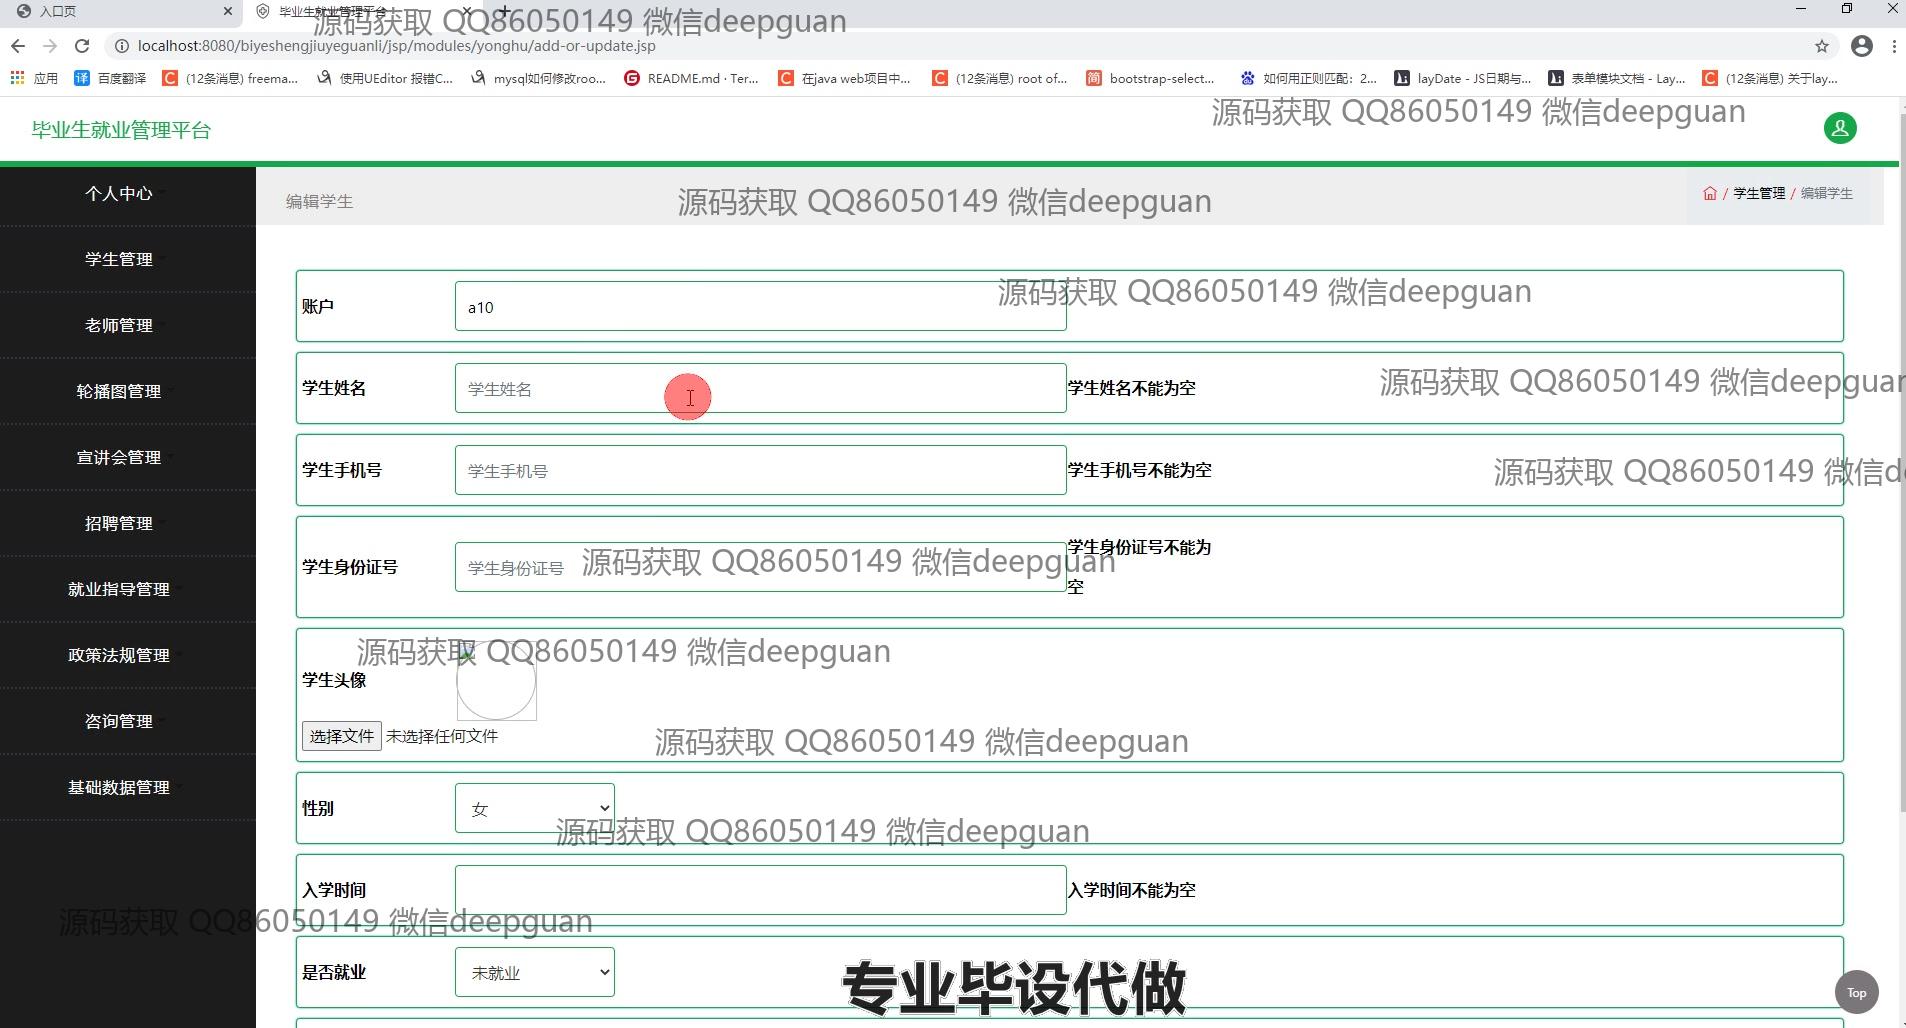 入口页
毕业生就业管理平台
源码获取 QQ86050149 微信deepguan
localhost:8080/biyeshengjiuyeguanli/jsp/modules/yonghu/add-or-update.jsp
应用
百度翻译
(12条消息) freema...
使用UEditor 报错C...
mysql如何修改roo...
README.md · Ter...
在java web项目中...
(12条消息) root of...
bootstrap-select...
如何用正则匹配：2...
layDate - JS日期与...
表单模块文档 - Lay...
(12条消息) 关于lay...
源码获取 QQ86050149 微信deepguan
毕业生就业管理平台
个人中心
学生管理
老师管理
轮播图管理
宣讲会管理
招聘管理
就业指导管理
政策法规管理
咨询管理
基础数据管理
编辑学生
源码获取 QQ86050149 微信deepguan
/ 学生管理 / 编辑学生
账户
a10
源码获取 QQ86050149 微信deepguan
学生姓名
学生姓名
学生姓名不能为空
源码获取 QQ86050149 微信deepguan
学生手机号
学生手机号
学生手机号不能为空
源码获取 QQ86050149 微信de
学生身份证号
学生身份证号
源码获取 QQ86050149 微信deepguan
学生身份证号不能为
空
源码获取 QQ86050149 微信deepguan
学生头像
选择文件 未选择任何文件
源码获取 QQ86050149 微信deepguan
性别
女
源码获取 QQ86050149 微信deepguan
入学时间
入学时间不能为空
源码获取 QQ86050149 微信deepguan
是否就业
未就业
专业毕设代做
Top